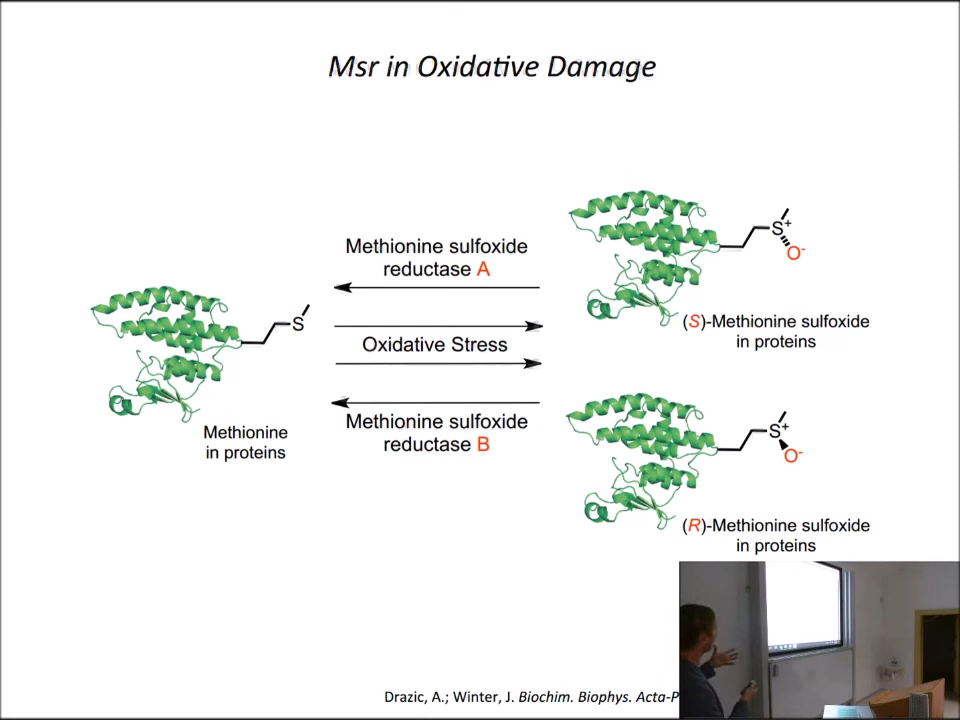 Msr in Oxidative Damage
Methionine sulfoxide
reductase A
Oxidative Stress
Methionine sulfoxide
reductase B
S
Methionine
in proteins
S+
O-
(S)-Methionine sulfoxide
in proteins
S+
O-
(R)-Methionine sulfoxide
in proteins
Drazic, A.; Winter, J. Biochim. Biophys. Acta-P